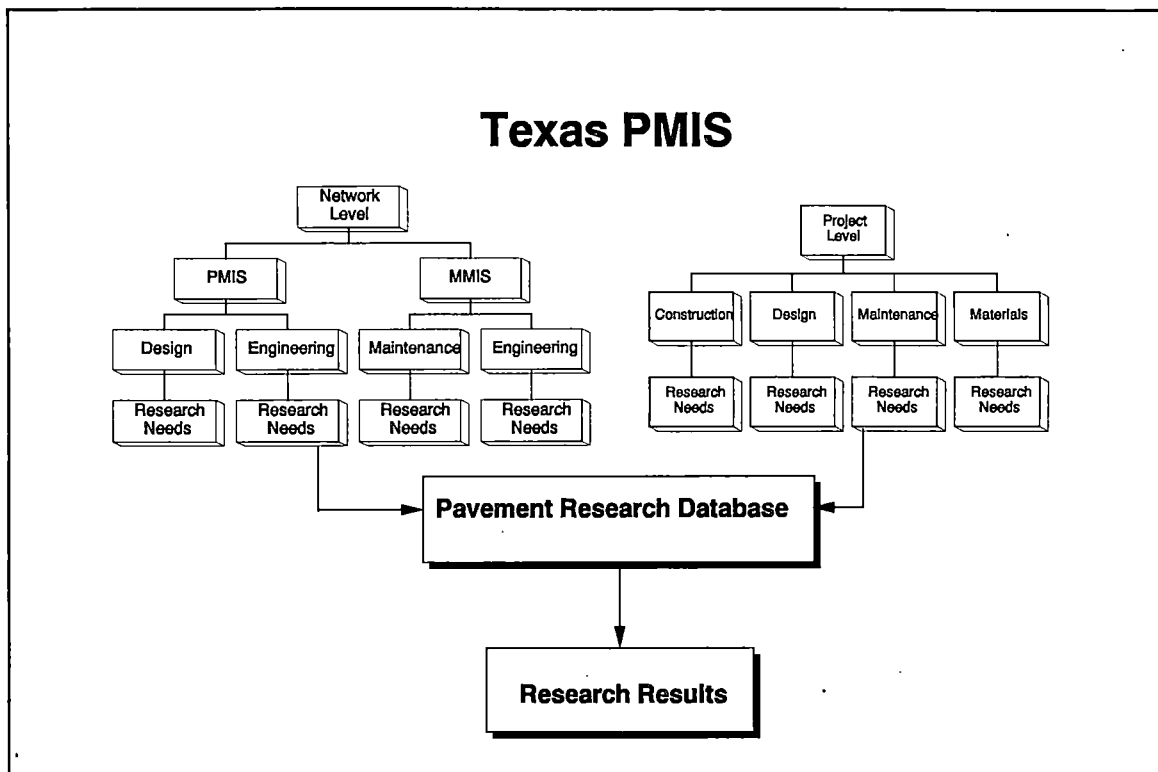 Texas PMIS
Network
Level
Project
Level
PMIS
MMIS
Construction
Design
Maintenance
Materials
Design
Engineering
Maintenance
Engineering
Research
Needs
Research
Needs
Research
Needs
Research
Needs
Research
Needs
Research
Needs
Research
Needs
Research
Needs
Pavement Research Database
Research Results